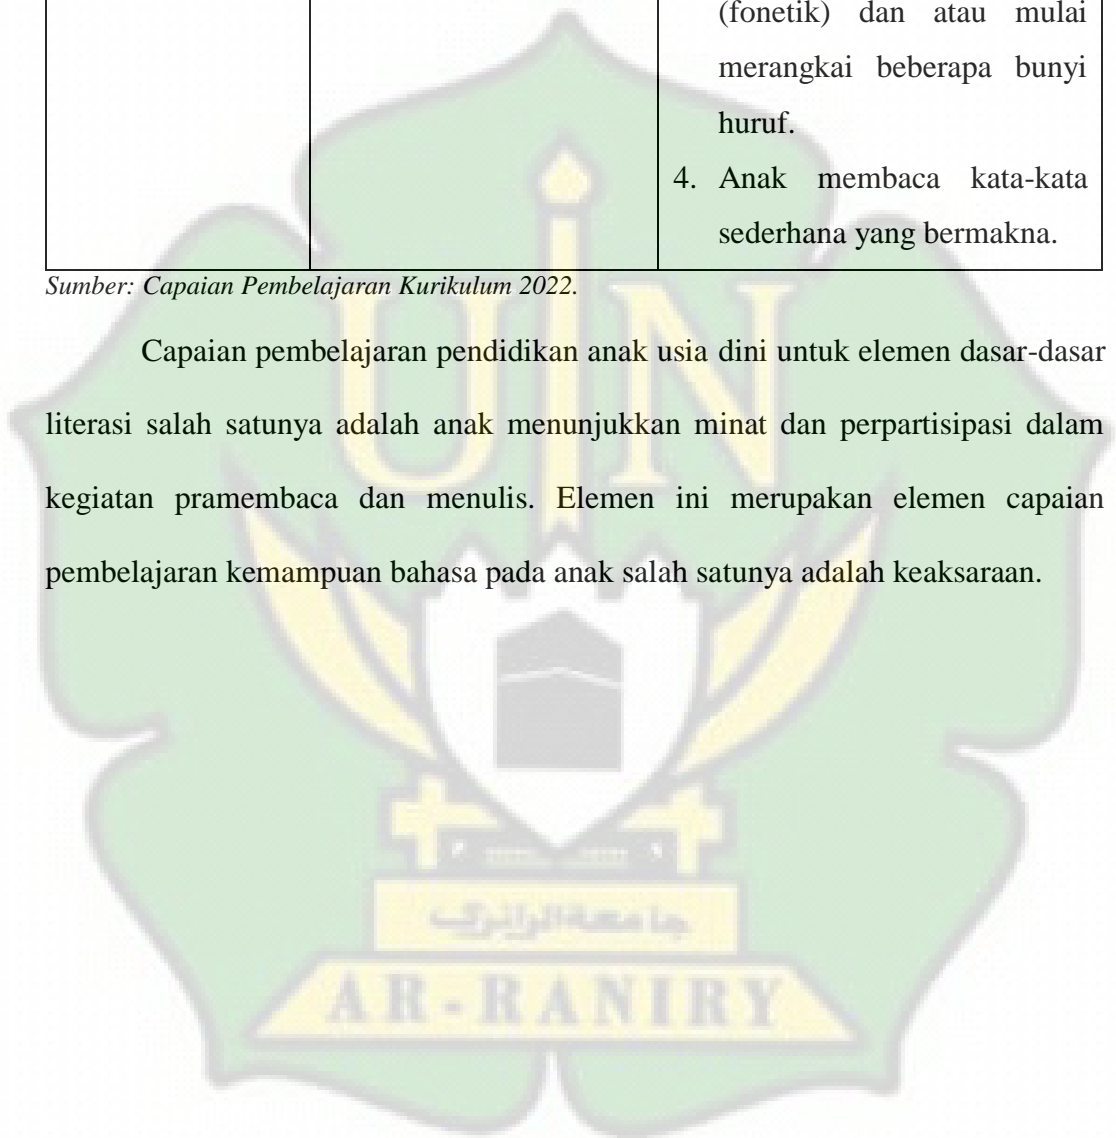 (fonetik) dan atau mulai
merangkai beberapa bunyi
huruf.
4. Anak membaca kata-kata
sederhana yang bermakna.
Sumber: Capaian Pembelajaran Kurikulum 2022.
Capaian pembelajaran pendidikan anak usia dini untuk elemen dasar-dasar
literasi salah satunya adalah anak menunjukkan minat dan perpartisipasi dalam
kegiatan pramembaca dan menulis. Elemen ini merupakan elemen capaian
pembelajaran kemampuan bahasa pada anak salah satunya adalah keaksaraan.
UIN
جامعة الرانري
AR-RANIRY